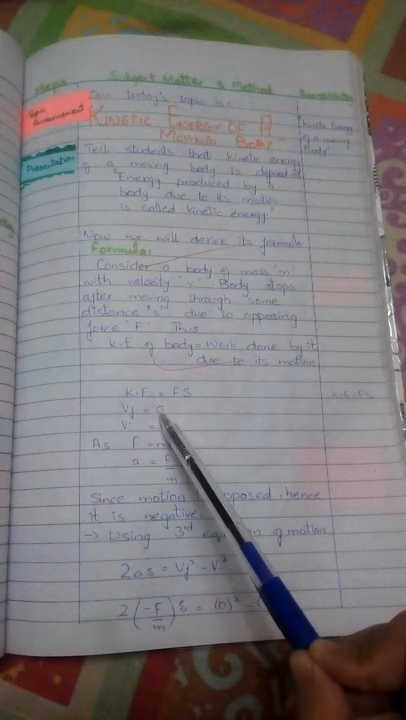 Steps Subject Matter & Method
Topic
Announcement
Our today's topic is:
"KINETIC ENERGY OF A
MOVING BODY"
"Kinetic Energy
of a moving
Body"
Presentation
Tell students that kinetic energy
of a moving body is defined as
"Energy produced by a
body due to its motion
is called kinetic energy"
Now we will derive its formula
Formula:
Consider a body of mass 'm'
with velocity 'v'. Body stops
after moving through some
distance 's' due to opposing
force 'F'. Thus
K.E of body = Work done by it
due to its motion
K.E = FS
Vf = 0
Vi =
As F = m
a = F
m
Since motion opposed, hence
it is negative.
→ Using 3rd of motion
2as = Vf² - Vi²
2(-F/m)S = (0)² - (